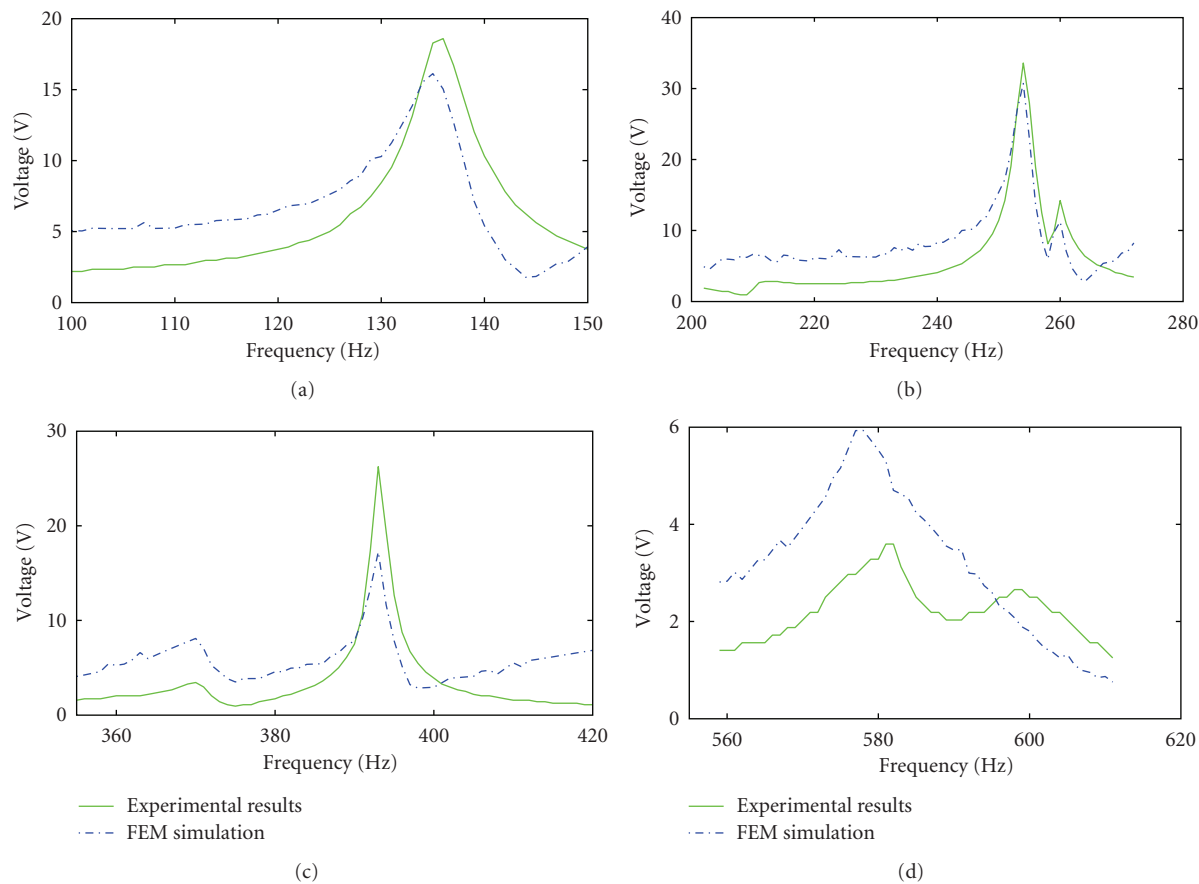 20
15
10
5
0
Voltage (V)
100 110 120 130 140 150
Frequency (Hz)
(a)
40
30
20
10
0
Voltage (V)
200 220 240 260 280
Frequency (Hz)
(b)
30
20
10
0
Voltage (V)
360 380 400 420
Frequency (Hz)
Experimental results
FEM simulation
(c)
6
4
2
0
Voltage (V)
560 580 600 620
Frequency (Hz)
Experimental results
FEM simulation
(d)